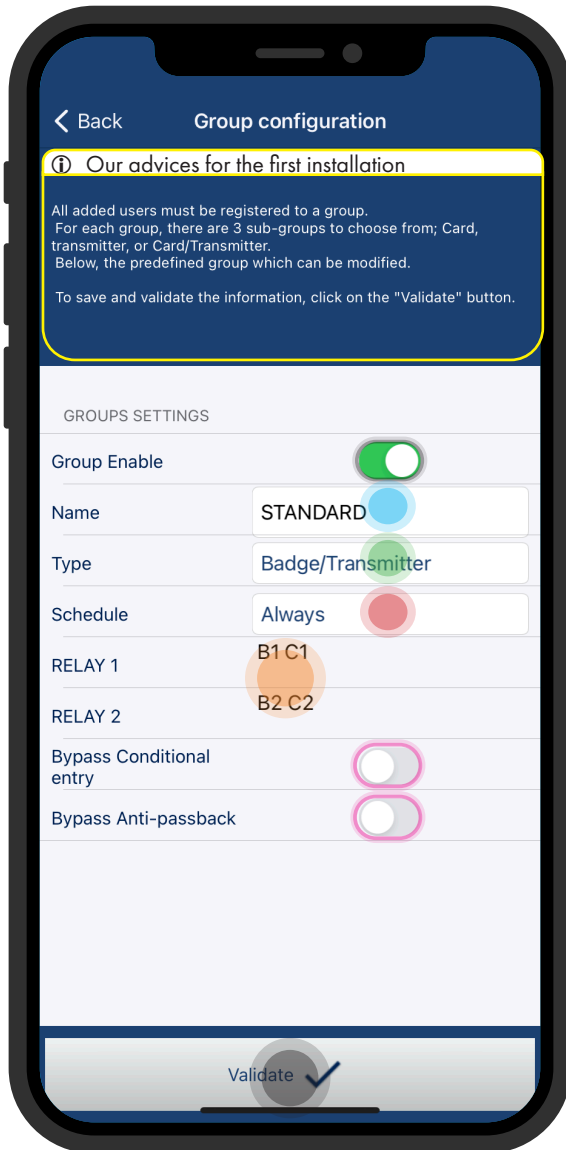 Back
Group configuration
Our advices for the first installation
All added users must be registered to a group.
For each group, there are 3 sub-groups to choose from; Card,
transmitter, or Card/Transmitter.
Below, the predefined group which can be modified.
To save and validate the information, click on the "Validate" button.
GROUPS SETTINGS
Group Enable
Name
STANDARD
Type
Badge/Transmitter
Schedule
Always
RELAY 1
B1 C1
RELAY 2
B2 C2
Bypass Conditional
entry
Bypass Anti-passback
Validate